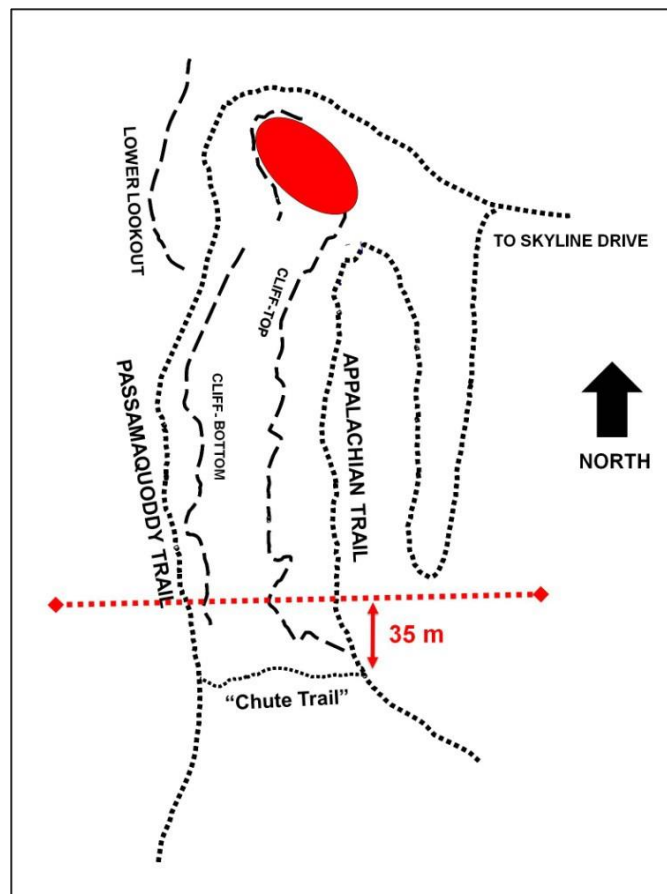 LOWER LOOKOUT
TO SKYLINE DRIVE
CLIFF-TOP
PASSAMAQUODDY TRAIL
CLIFF- BOTTOM
APPALACHIAN TRAIL
NORTH
35 m
“Chute Trail”